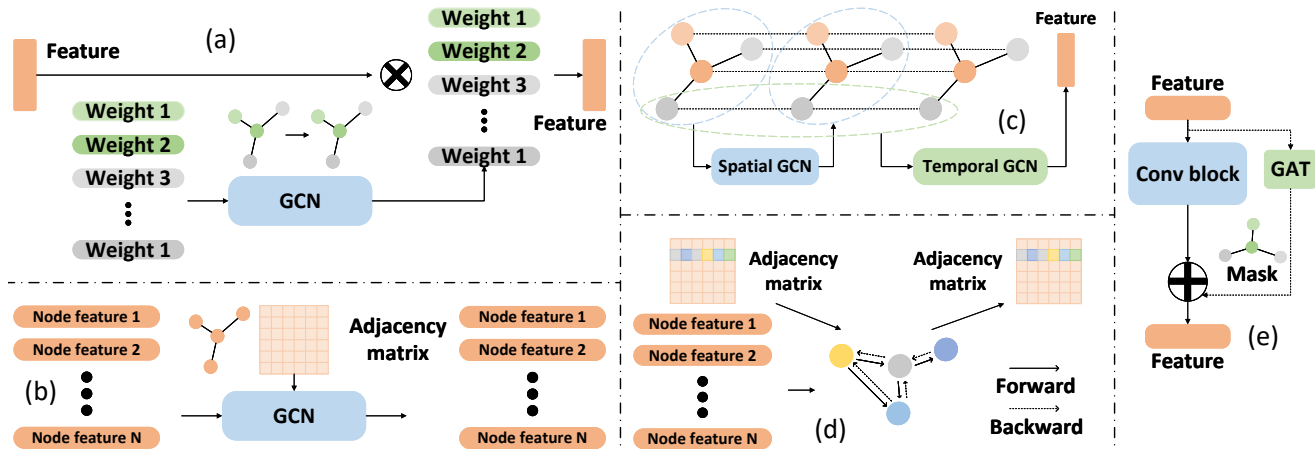 (a)
Feature
Weight 1
Weight 2
Weight 3
Weight 1
GCN
Weight 1
Weight 2
Weight 3
Weight 1
Feature
(b)
Node feature 1
Node feature 2
Node feature N
Adjacency
matrix
GCN
Node feature 1
Node feature 2
Node feature N
(c)
Feature
Spatial GCN
Temporal GCN
(d)
Adjacency
matrix
Adjacency
matrix
Node feature 1
Node feature 2
Node feature N
Forward
Backward
(e)
Feature
Conv block
GAT
Mask
Feature